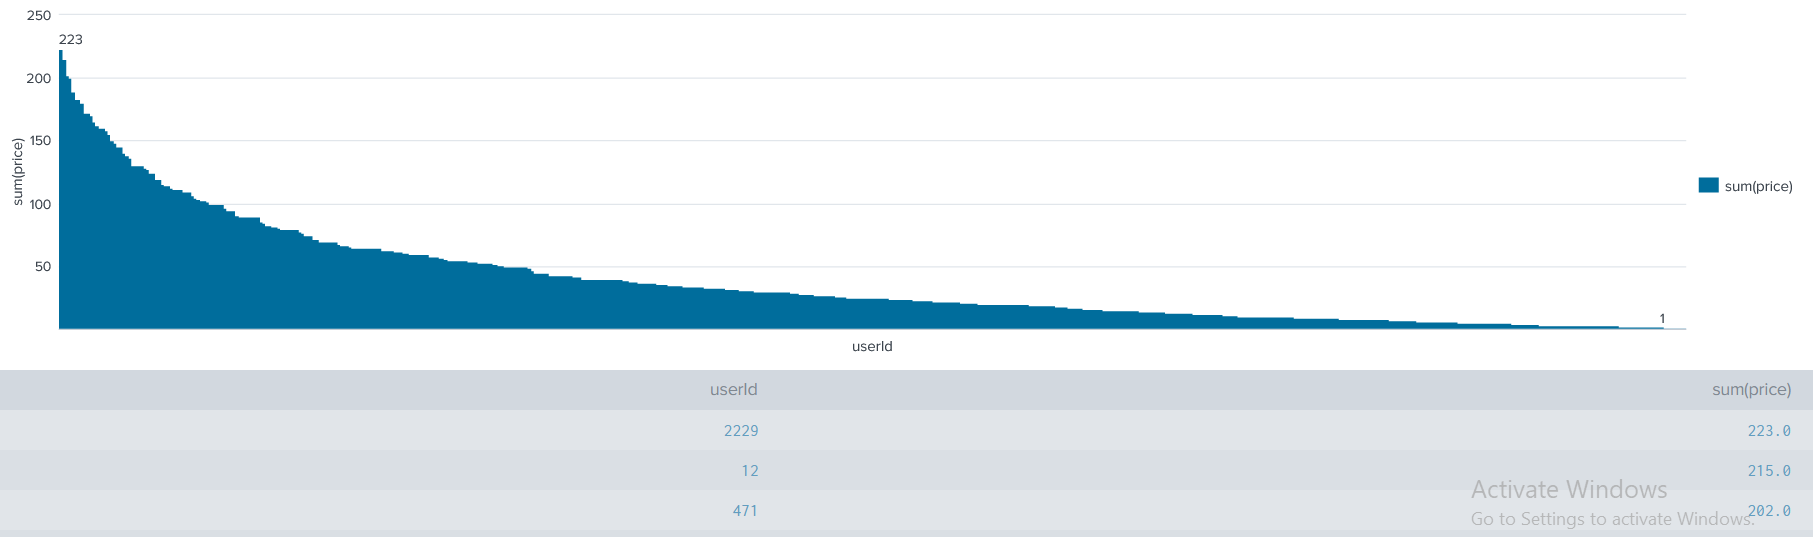 250
223
200
150
100
50
sum(price)
1
userId
sum(price)
userId sum(price)
2229 223.0
12 215.0
471 202.0
Activate Windows
Go to Settings to activate Windows.